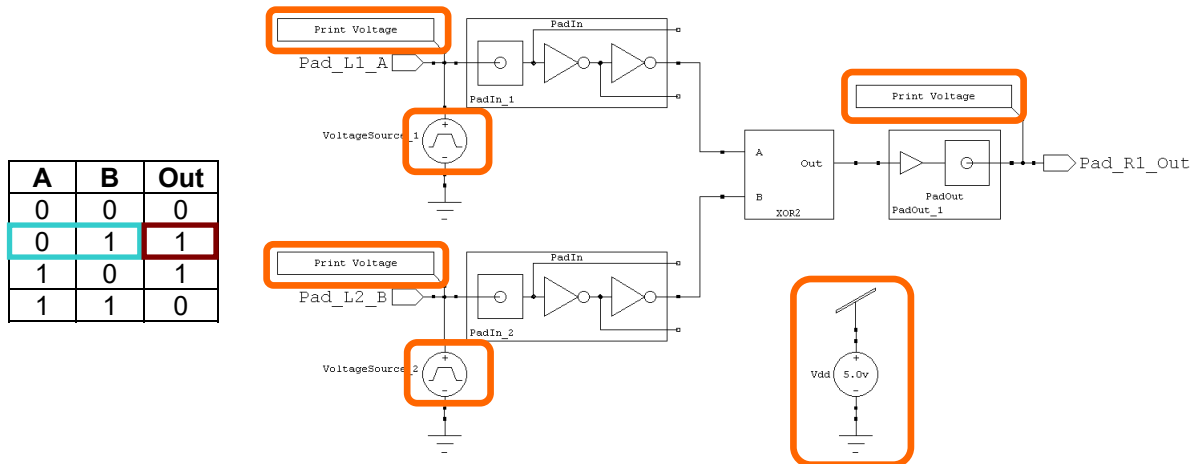 A B Out
0 0 0
0 1 1
1 0 1
1 1 0
Print Voltage
Pad_L1_A
VoltageSource_1
+
-
PadIn
PadIn_1
Print Voltage
Pad_L2_B
VoltageSource_2
+
-
PadIn
PadIn_2
A
B
Out
XOR2
Print Voltage
PadOut
PadOut_1
Pad_R1_Out
Vdd
+
5.0v
-